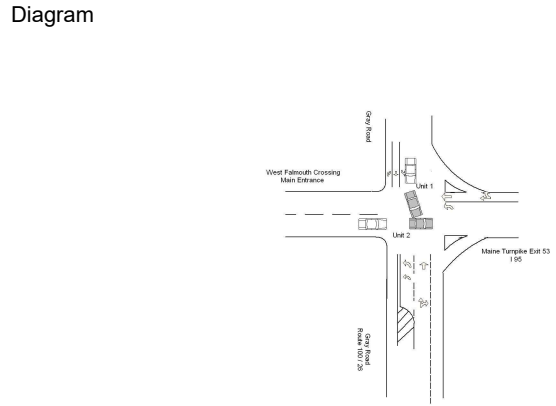 Diagram
Gray Road
West Falmouth Crossing
Main Entrance
Unit 1
Unit 2
Maine Turnpike Exit 53
I 95
Gray Road
Route 100 / 26